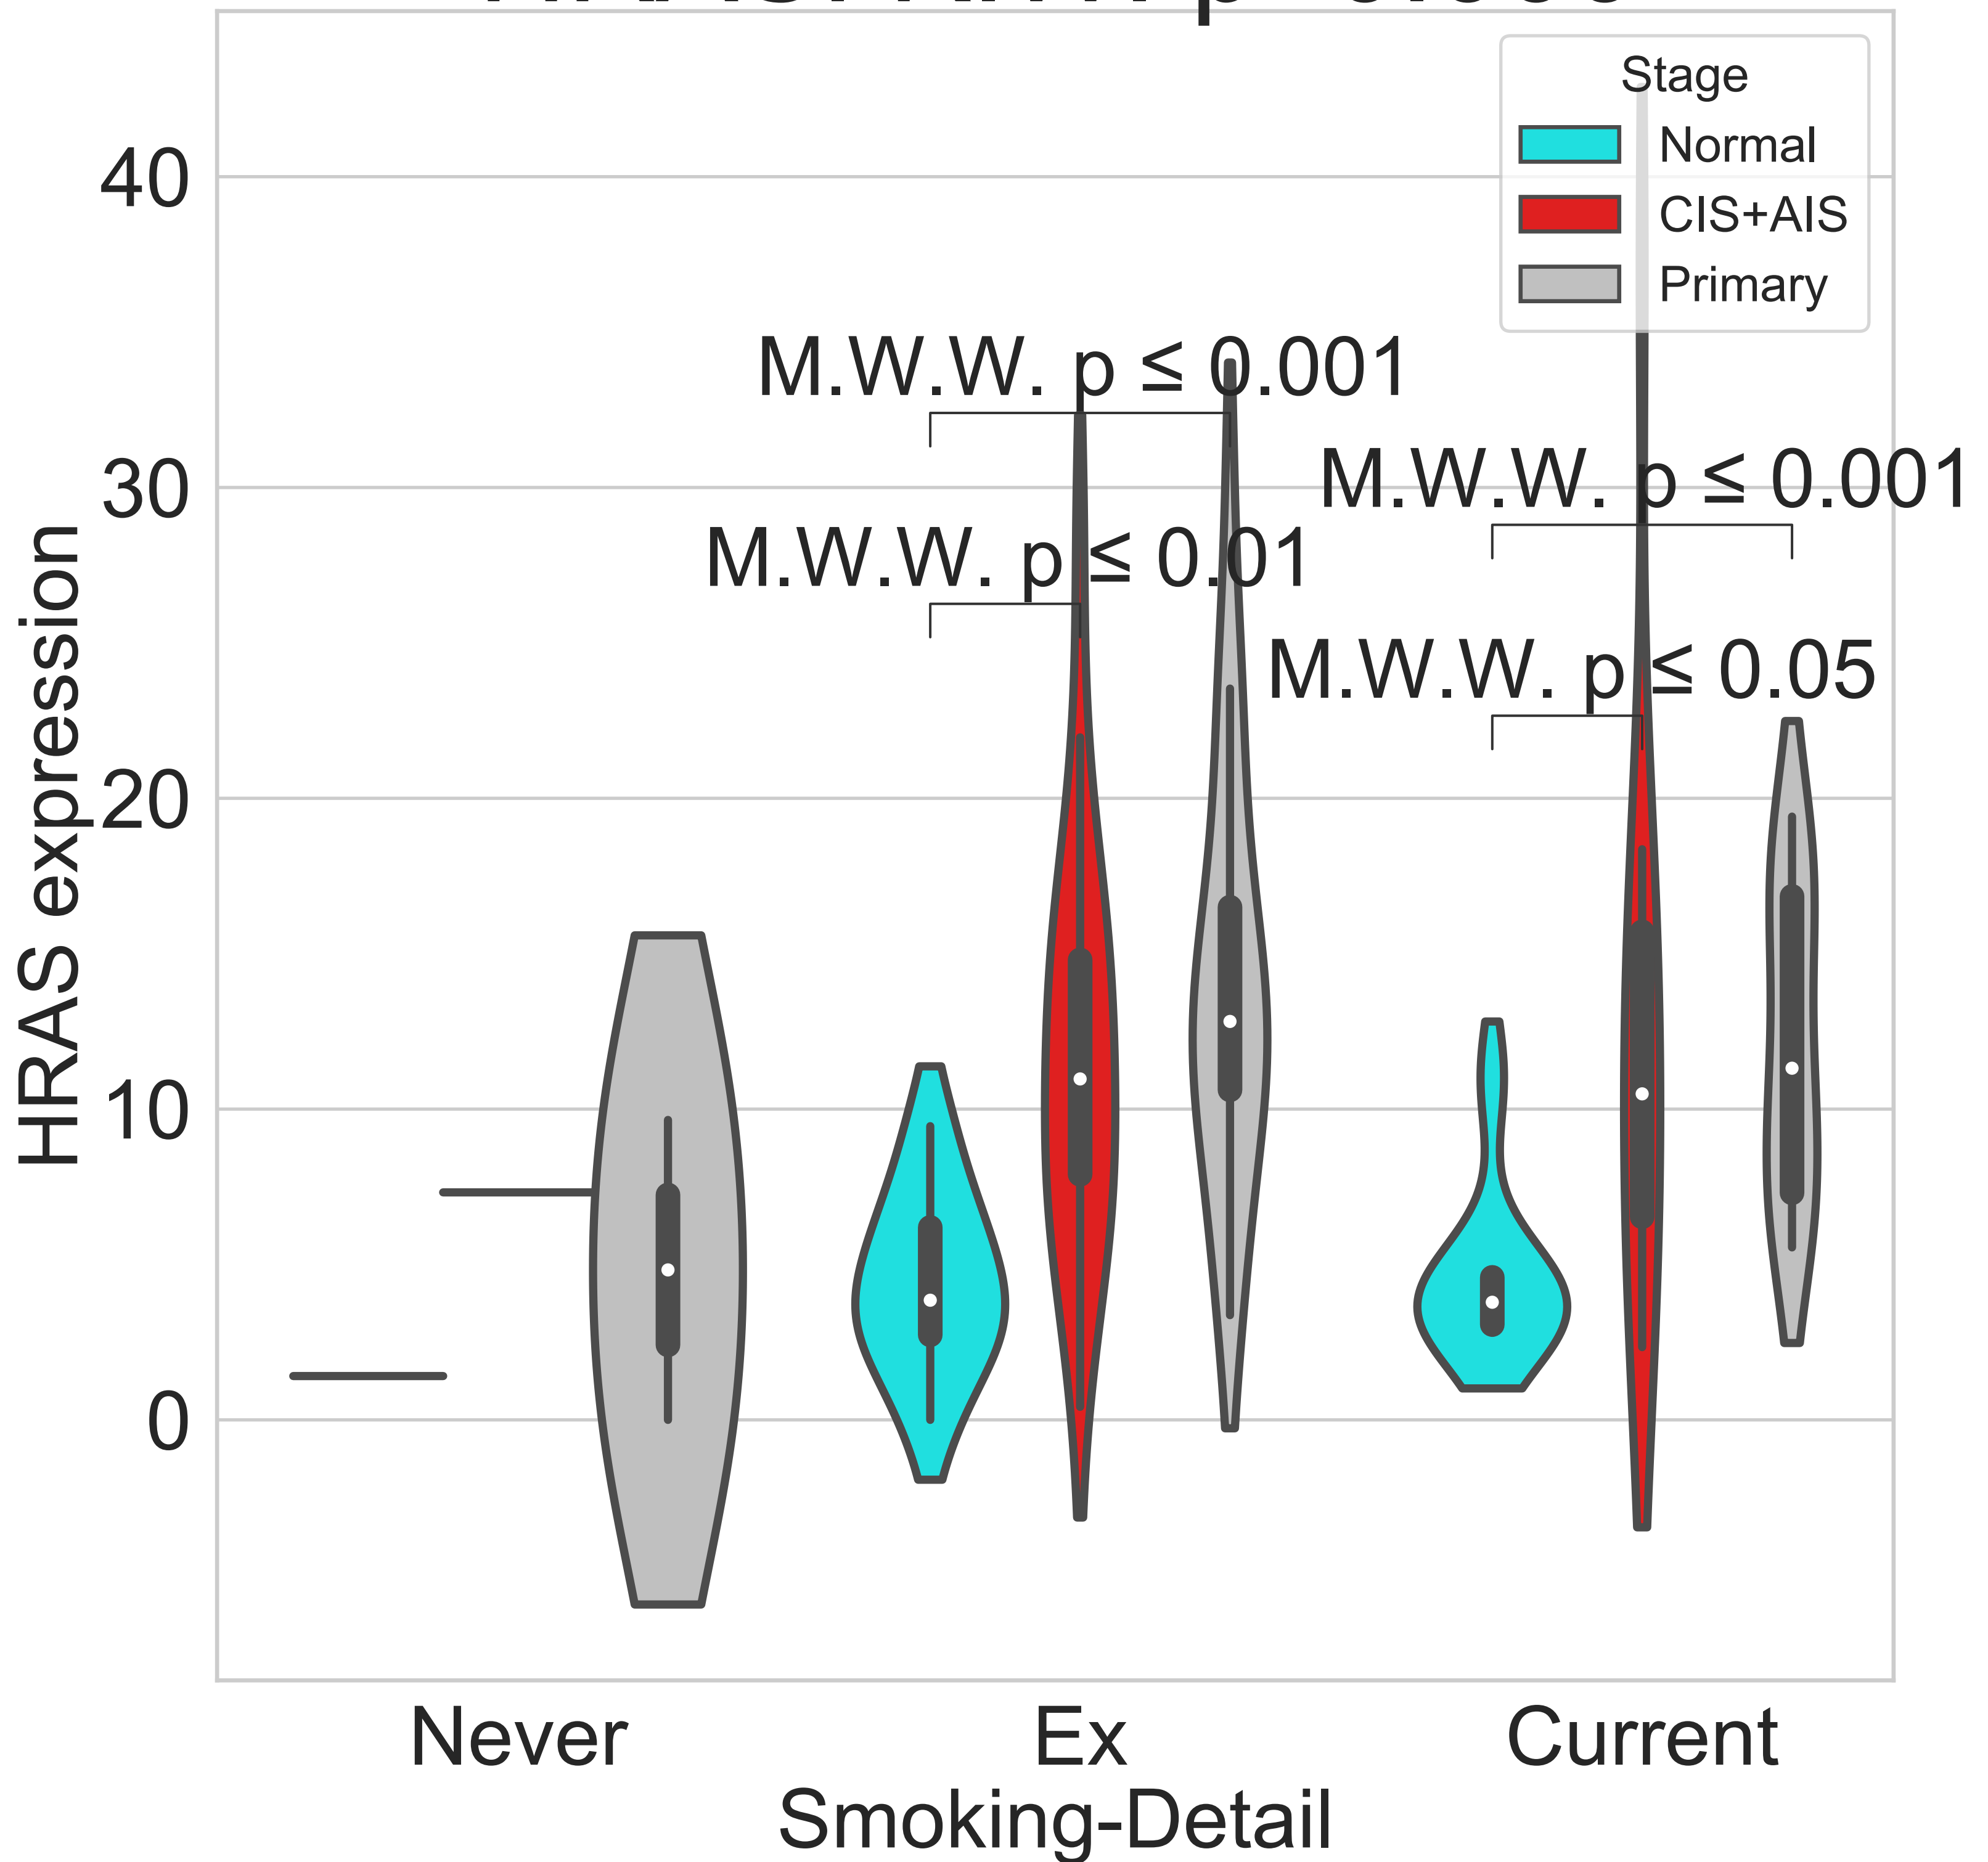 Stage
Normal
CIS+AIS
Primary
40
30
20
10
0
HRAS expression
M.W.W. p ≤ 0.001
M.W.W. p ≤ 0.001
M.W.W. p ≤ 0.01
M.W.W. p ≤ 0.05
Never
Ex
Current
Smoking-Detail